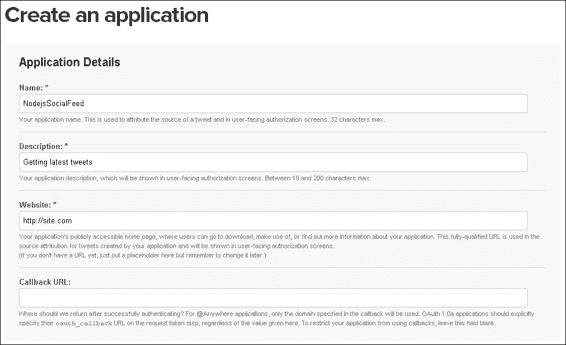 Create an application
Application Details
Name: *
NodejsSocialFeed
Your application name. This is used to attribute the source of a tweet and in user-facing authorization screens. 32 characters max.
Description: *
Getting latest tweets
Your application description, which will be shown in user-facing authorization screens. Between 10 and 200 characters max.
Website: *
http://site.com
Your application's publicly accessible home page, where users can go to download, make use of, or find out more information about your application. This fully-qualified URL is used in the
source attribution for tweets created by your application and will be shown in user-facing authorization screens.
(If you don't have a URL yet, just put a placeholder here but remember to change it later.)
Callback URL:
Where should we return after successfully authenticating? For @Anywhere applications, only the domain specified in the callback will be used. OAuth 1.0a applications should explicitly
specify their oauth_callback URL on the request token step, regardless of the value given here. To restrict your application from using callbacks, leave this field blank.